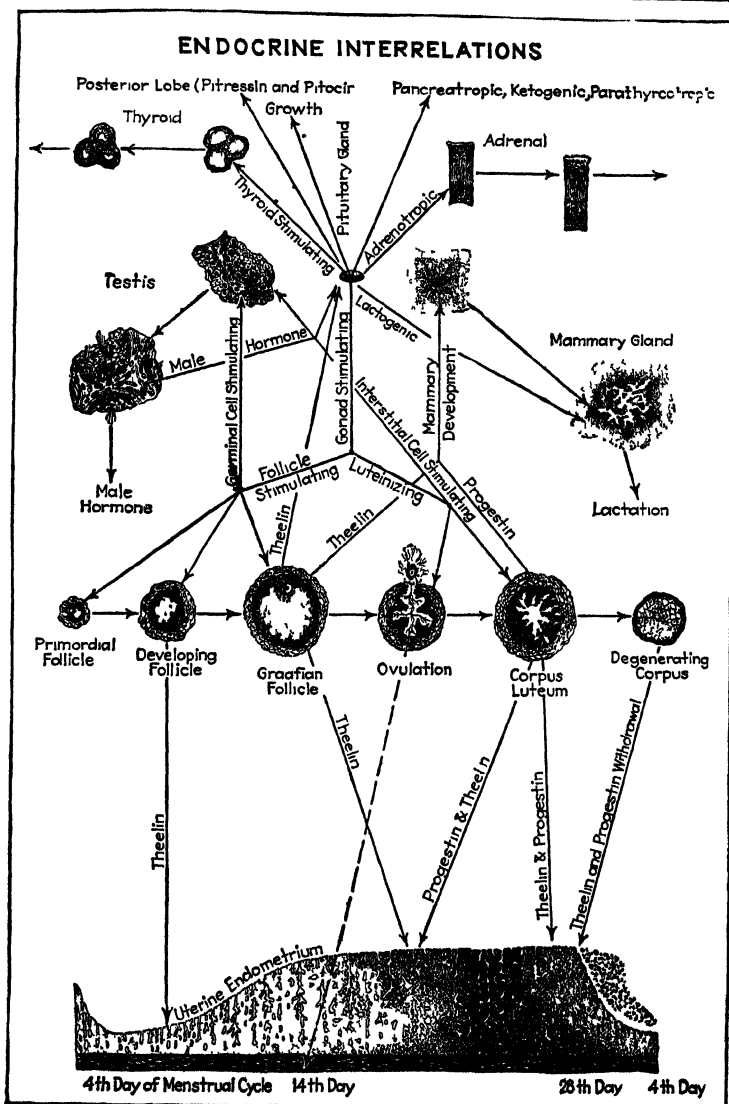 ENDOCRINE INTERRELATIONS
Posterior Lobe (Pitressin and Pitocin
Growth
Pancreatropic, Ketogenic, Parathyrotropic
Thyroid
Adrenal
Pituitary Gland
Thyroid Stimulating
Adrenotropic
Testis
Lactogenic
Male Hormone
Germinal Cell Stimulating
Gonad Stimulating
Mammary
Development
Mammary Gland
Interstitial Cell Stimulating
Male
Hormone
Follicle
Stimulating
Luteinizing
Progestin
Lactation
Theelin
Theelin
Primordial
Follicle
Developing
Follicle
Graafian
Follicle
Ovulation
Corpus
Luteum
Degenerating
Corpus
Theelin
Theelin
Progestin & Theelin
Theelin & Progestin
Theelin and Progestin Withdrawal
Uterine Endometrium
4th Day of Menstrual Cycle
14th Day
28th Day
4th Day